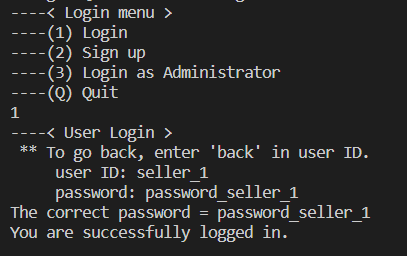 ----< Login menu >
----(1) Login
----(2) Sign up
----(3) Login as Administrator
----(Q) Quit
1
----< User Login >
 ** To go back, enter 'back' in user ID.
     user ID: seller_1
     password: password_seller_1
The correct password = password_seller_1
You are successfully logged in.